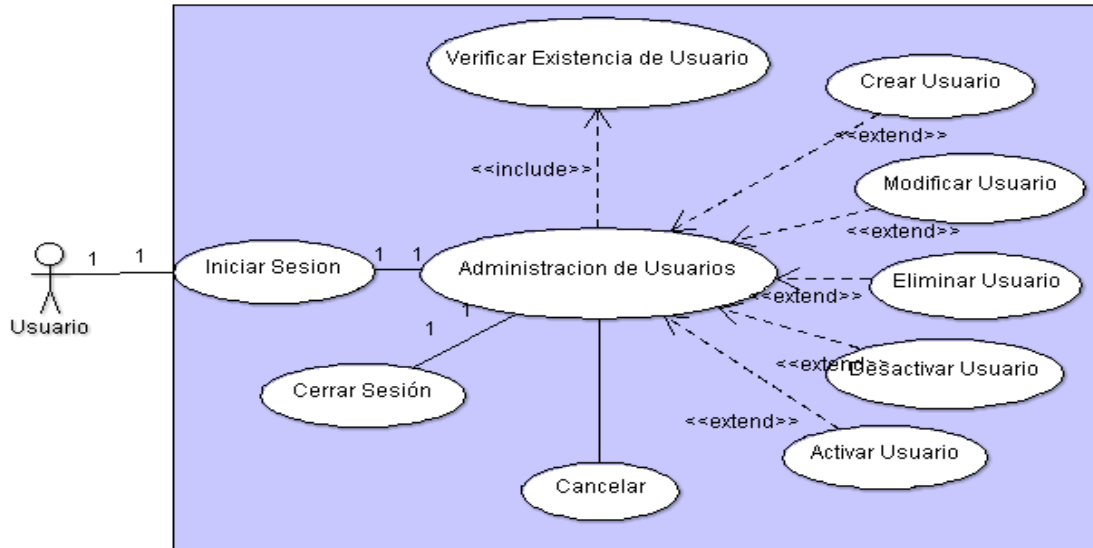 Verificar Existencia de Usuario
Crear Usuario
<<extend>>
<<include>>
Modificar Usuario
<<extend>>
1
1
Iniciar Sesion
1
1
Administracion de Usuarios
Eliminar Usuario
<<extend>>
Usuario
1
1
<<extend>>
Desactivar Usuario
Cerrar Sesión
<<extend>>
Activar Usuario
Cancelar